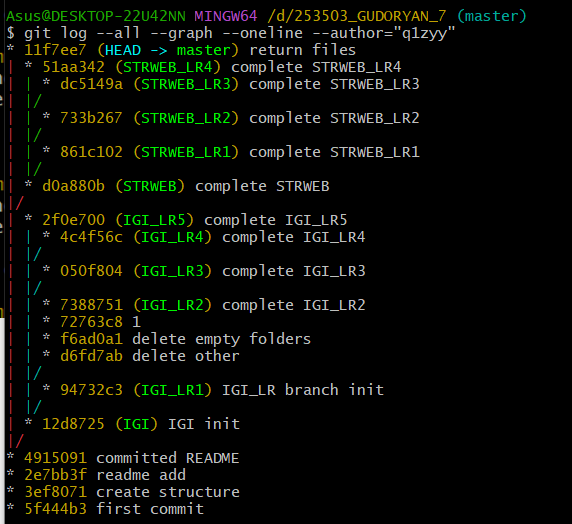 Asus@DESKTOP-22U42NN MINGW64 /d/253503_GUDORYAN_7 (master)
$ git log --all --graph --oneline --author="q1zyy"
* 11f7ee7 (HEAD -> master) return files
| * 51aa342 (STRWEB_LR4) complete STRWEB_LR4
| | * dc5149a (STRWEB_LR3) complete STRWEB_LR3
| |/
| | * 733b267 (STRWEB_LR2) complete STRWEB_LR2
| |/
| | * 861c102 (STRWEB_LR1) complete STRWEB_LR1
| |/
| * d0a880b (STRWEB) complete STRWEB
|/
| * 2f0e700 (IGI_LR5) complete IGI_LR5
| | * 4c4f56c (IGI_LR4) complete IGI_LR4
| |/
| | * 050f804 (IGI_LR3) complete IGI_LR3
| |/
| | * 7388751 (IGI_LR2) complete IGI_LR2
| | * 72763c8 1
| | * f6ad0a1 delete empty folders
| | * d6fd7ab delete other
| |/
| | * 94732c3 (IGI_LR1) IGI_LR branch init
| |/
| * 12d8725 (IGI) IGI init
|/
* 4915091 committed README
* 2e7bb3f readme add
* 3ef8071 create structure
* 5f444b3 first commit